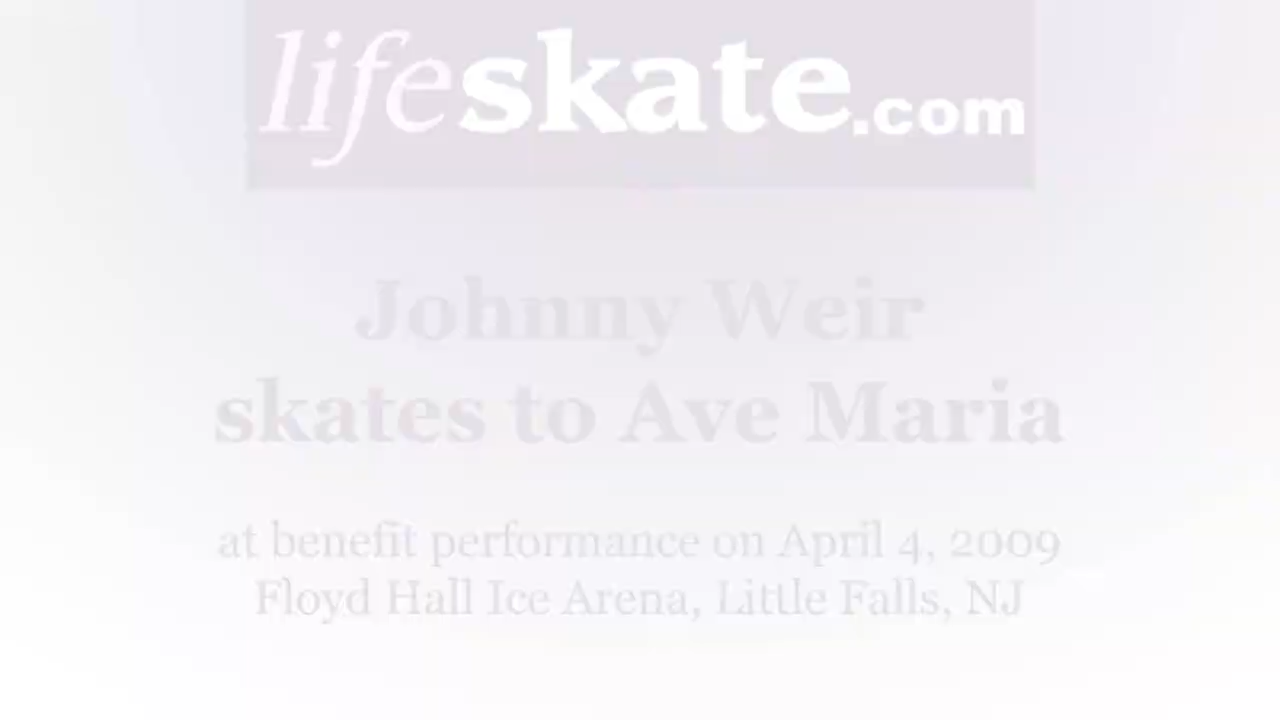 lifeskate.com
Johnny Weir
skates to Ave Maria
at benefit performance on April 4, 2009
Floyd Hall Ice Arena, Little Falls, NJ